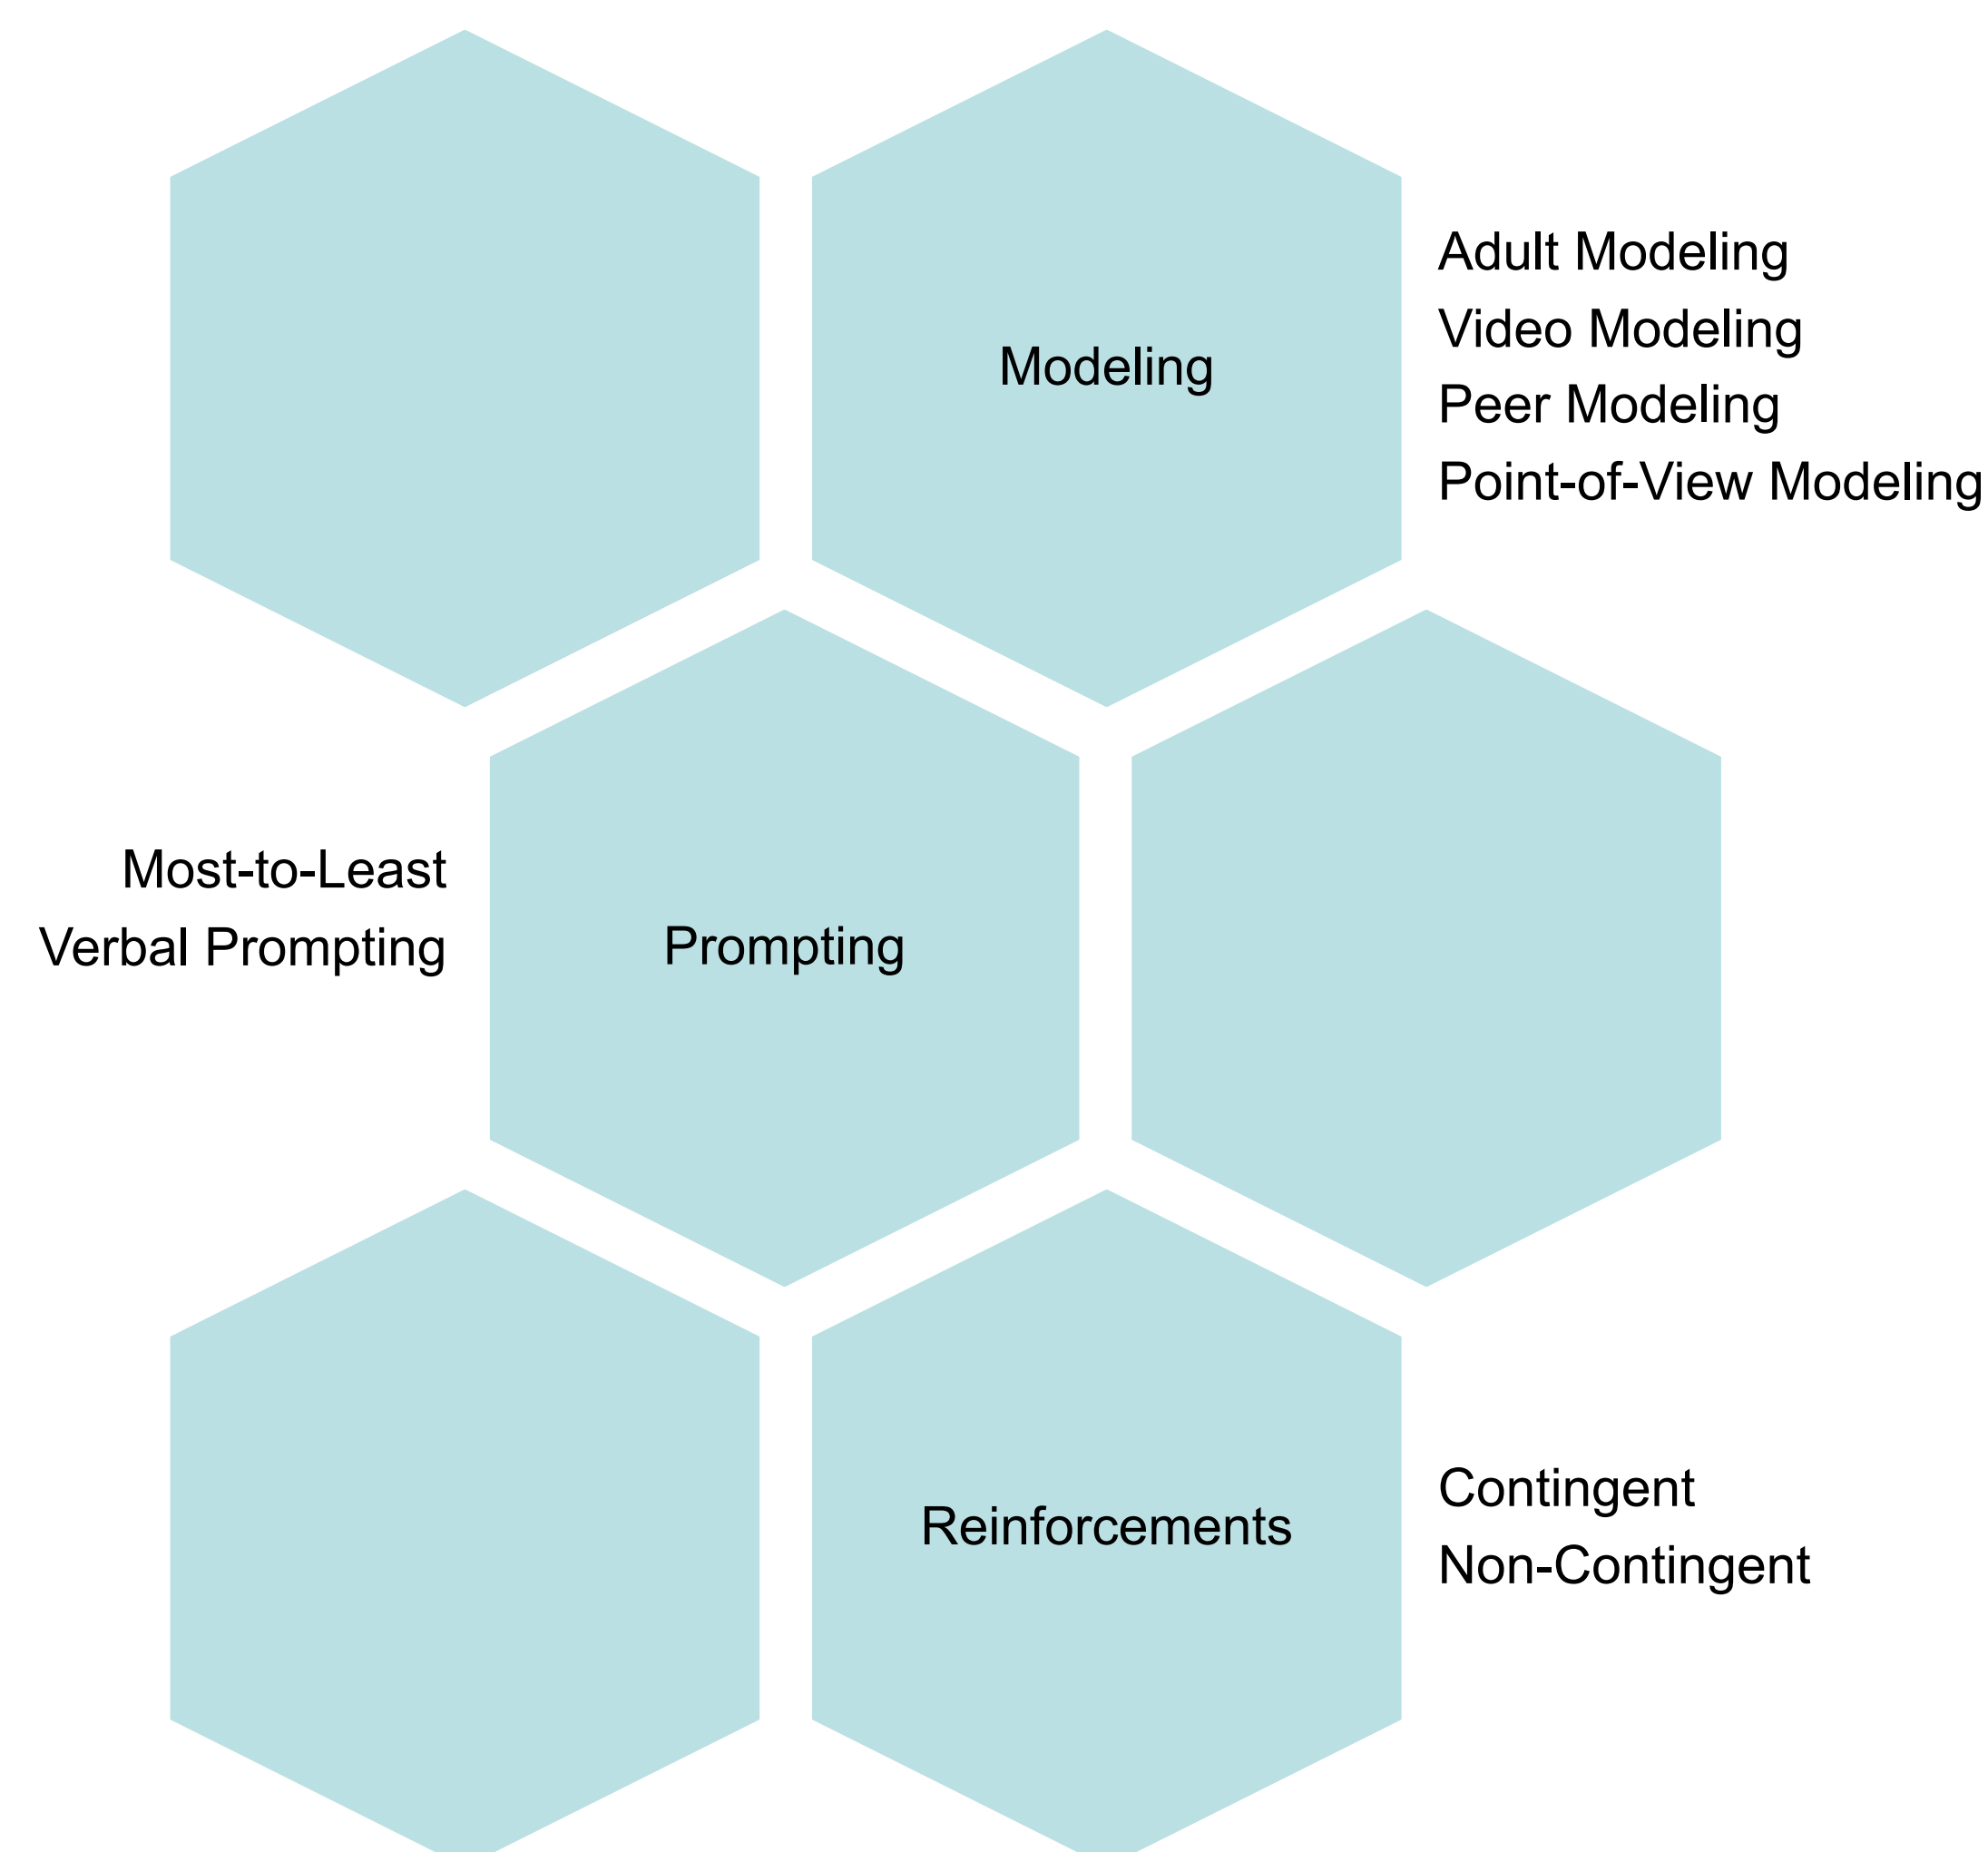 Modeling
Adult Modeling
Video Modeling
Peer Modeling
Point-of-View Modeling
Most-to-Least
Verbal Prompting
Prompting
Reinforcements
Contingent
Non-Contingent